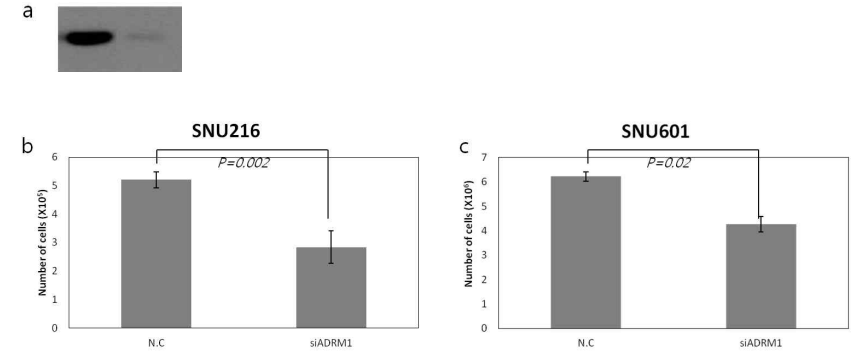 a
b
SNU216
P=0.002
Number of cells (X10⁵)
6
5
4
3
2
1
0
N.C
siADRM1
c
SNU601
P=0.02
Number of cells (X10⁶)
7
6
5
4
3
2
1
0
N.C
siADRM1